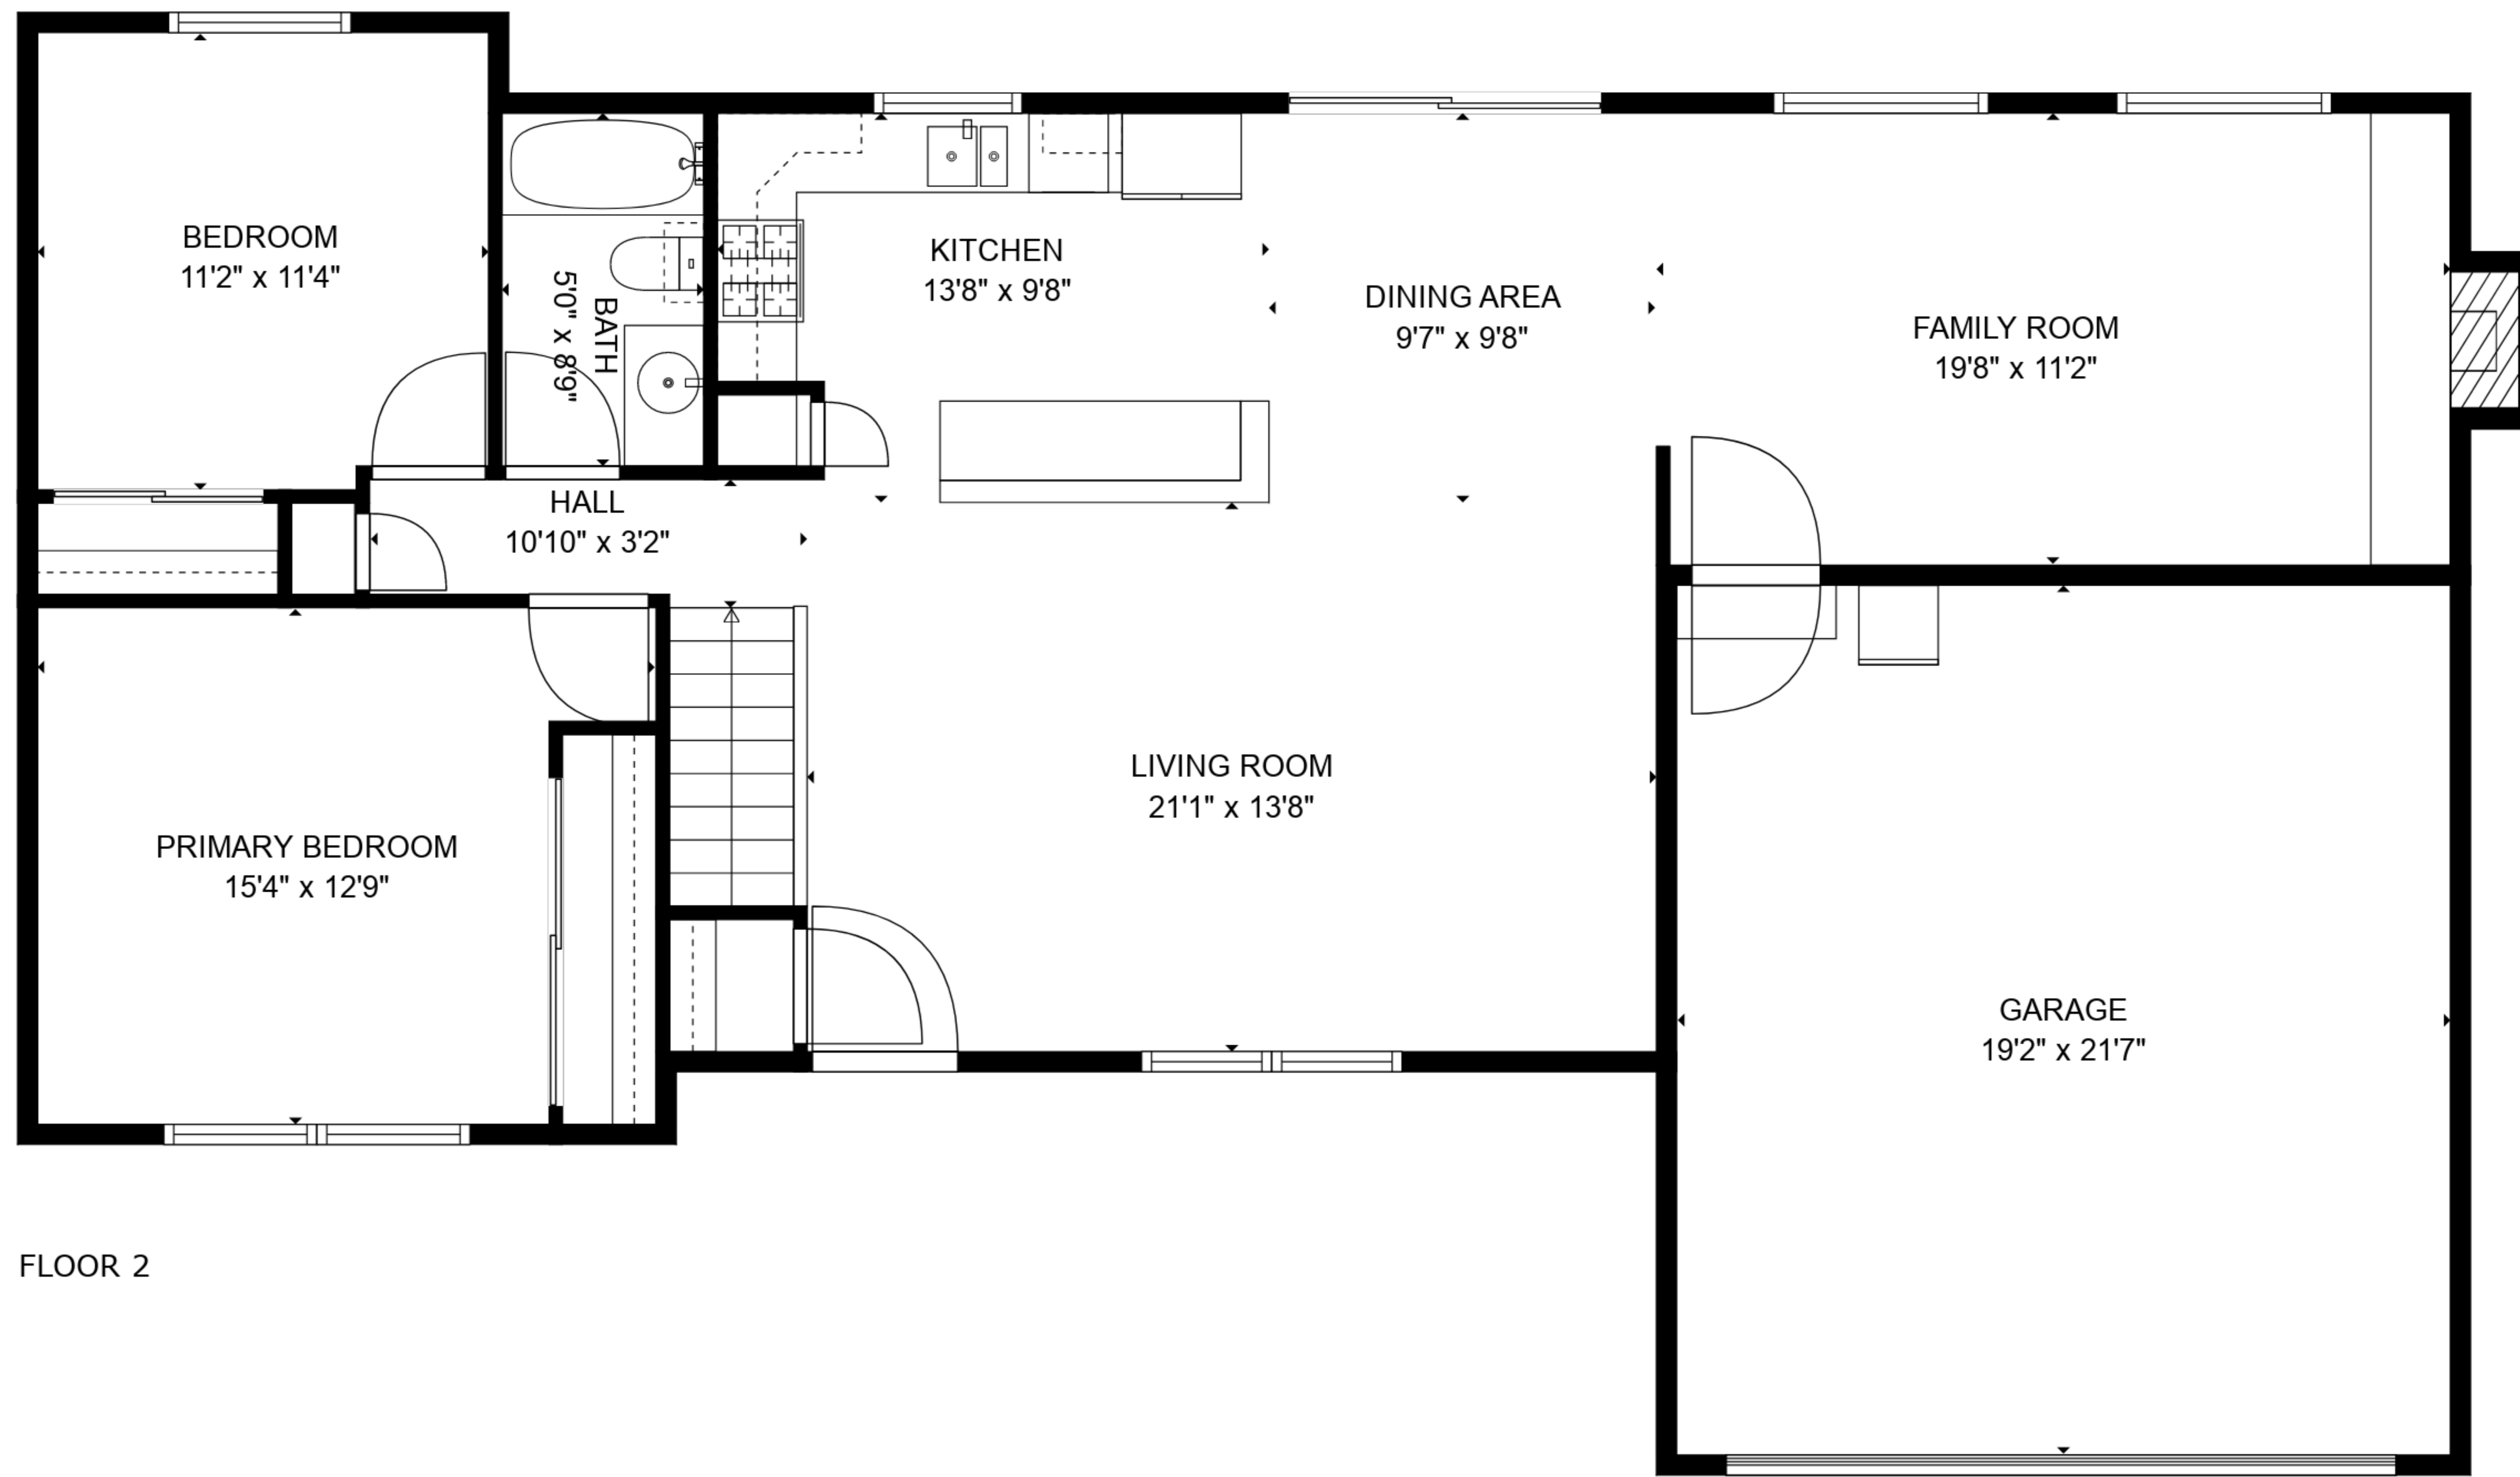 BEDROOM
11'2" x 11'4"
BATH
5'0" x 8'9"
KITCHEN
13'8" x 9'8"
DINING AREA
9'7" x 9'8"
FAMILY ROOM
19'8" x 11'2"
HALL
10'10" x 3'2"
PRIMARY BEDROOM
15'4" x 12'9"
LIVING ROOM
21'1" x 13'8"
GARAGE
19'2" x 21'7"
FLOOR 2